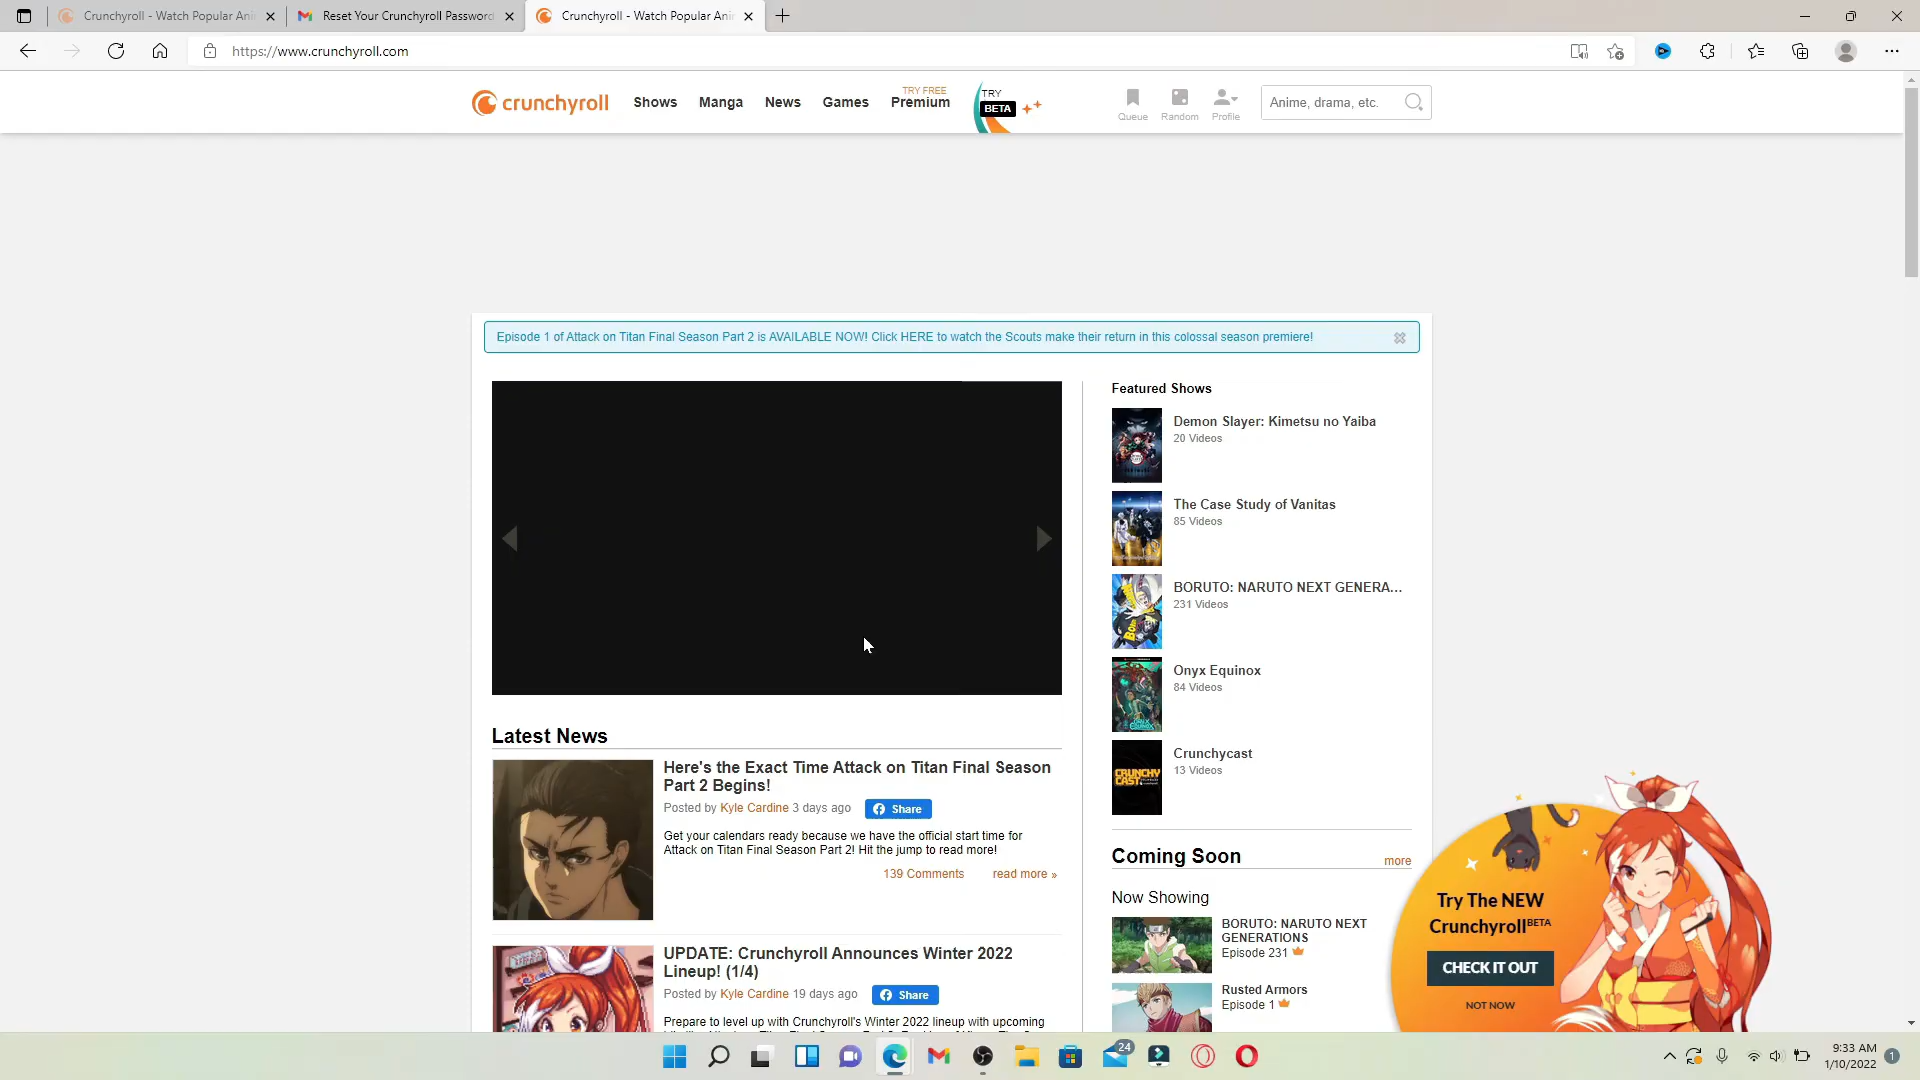 Crunchyroll - Watch Popular Ani
Reset Your Crunchyroll Password
Crunchyroll - Watch Popular Ani
https://www.crunchyroll.com
crunchyroll
Shows
Manga
News
Games
TRY FREE
Premium
TRY
BETA
Queue
Random
Profile
Anime, drama, etc.
Episode 1 of Attack on Titan Final Season Part 2 is AVAILABLE NOW! Click HERE to watch the Scouts make their return in this colossal season premiere!
Featured Shows
Demon Slayer: Kimetsu no Yaiba
20 Videos
The Case Study of Vanitas
85 Videos
BORUTO: NARUTO NEXT GENERA...
231 Videos
Onyx Equinox
84 Videos
CRUNCHY
CAST
Crunchycast
13 Videos
Latest News
Here's the Exact Time Attack on Titan Final Season
Part 2 Begins!
Posted by Kyle Cardine 3 days ago
Share
Get your calendars ready because we have the official start time for
Attack on Titan Final Season Part 2! Hit the jump to read more!
139 Comments
read more »
UPDATE: Crunchyroll Announces Winter 2022
Lineup! (1/4)
Posted by Kyle Cardine 19 days ago
Share
Prepare to level up with Crunchyroll's Winter 2022 lineup with upcoming
Coming Soon
more
Now Showing
BORUTO: NARUTO NEXT
GENERATIONS
Episode 231
Rusted Armors
Episode 1
Try The NEW
Crunchyroll BETA
CHECK IT OUT
NOT NOW
24
9:33 AM
1/10/2022
1